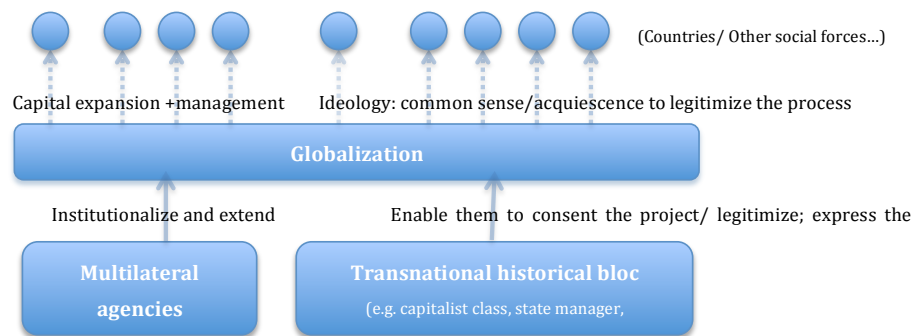 (Countries/ Other social forces…)
Capital expansion +management
Ideology: common sense/acquiescence to legitimize the process
Globalization
Institutionalize and extend
Enable them to consent the project/ legitimize; express the
Multilateral
agencies
Transnational historical bloc
(e.g. capitalist class, state manager,